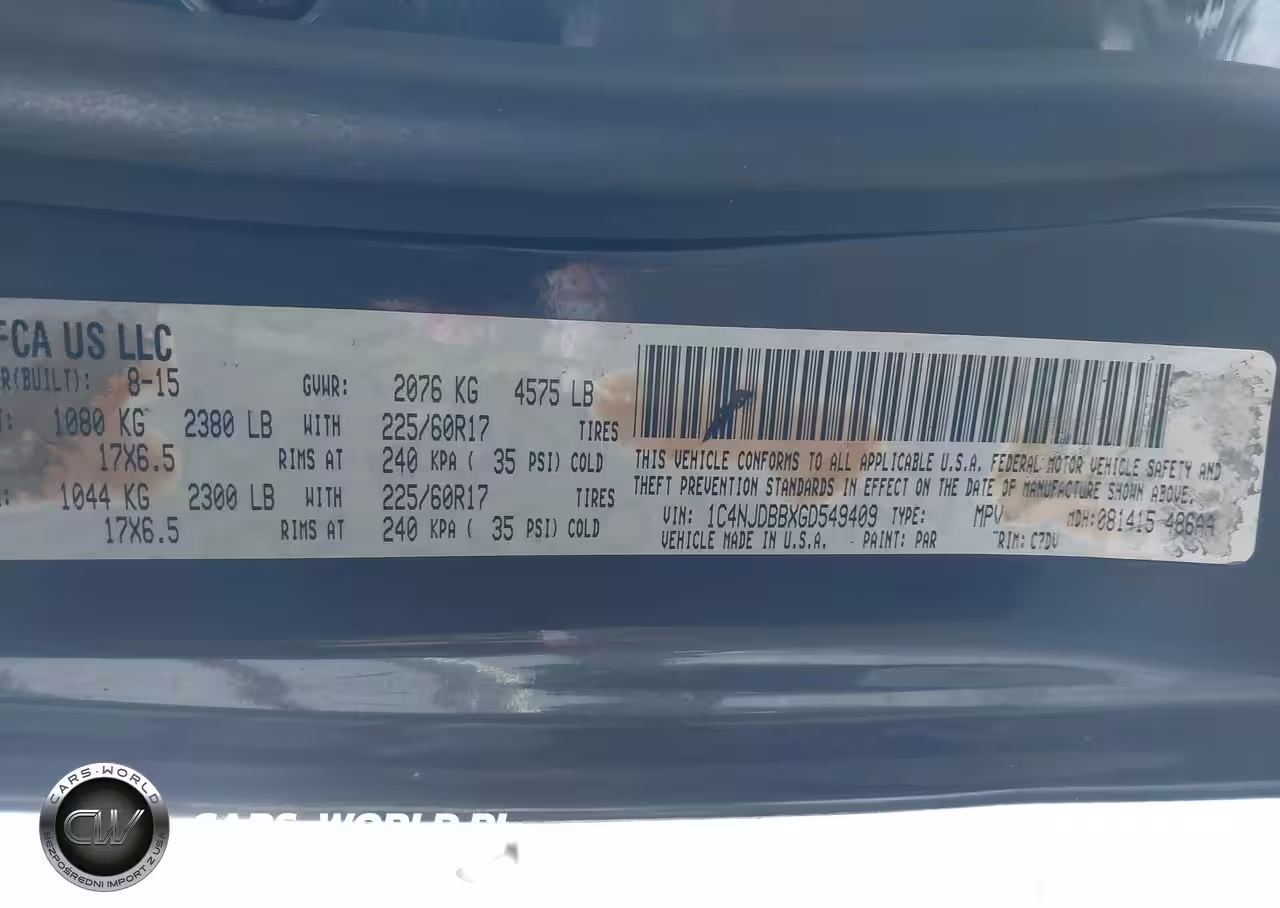 FCA US LLC
R(BUILT): 8-15 GVWR: 2076 KG 4575 LB
: 1080 KG 2380 LB WITH 225/60R17 TIRES
17X6.5 RIMS AT 240 KPA ( 35 PSI) COLD
: 1044 KG 2300 LB WITH 225/60R17 TIRES
17X6.5 RIMS AT 240 KPA ( 35 PSI) COLD
THIS VEHICLE CONFORMS TO ALL APPLICABLE U.S.A. FEDERAL MOTOR VEHICLE SAFETY AND
THEFT PREVENTION STANDARDS IN EFFECT ON THE DATE OF MANUFACTURE SHOWN ABOVE.
VIN: 1C4NJDBBXGD549409 TYPE: MPV MDH:081415 486AA
VEHICLE MADE IN U.S.A. - PAINT: PAR TRIM: C7DV
CARS-WORLD
CW
BEZPOŚREDNI IMPORT Z USA
CARS-WORLD.PL